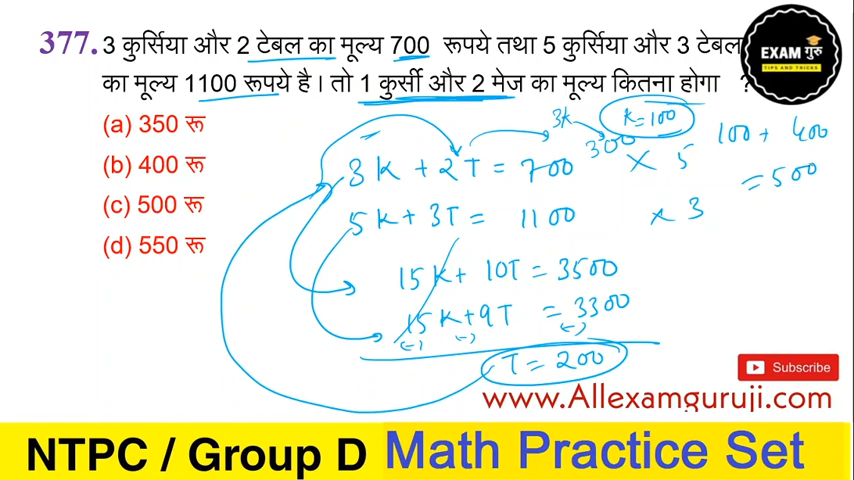 377. 3 कुर्सिया और 2 टेबल का मूल्य 700 रूपये तथा 5 कुर्सिया और 3 टेबल
का मूल्य 1100 रूपये है। तो 1 कुर्सी और 2 मेज का मूल्य कितना होगा ?
EXAM गुरु
TIPS AND TRICKS
(a) 350 रू
(b) 400 रू
(c) 500 रू
(d) 550 रू
3K
300
K=100
100 + 400
= 500
3K + 2T = 700 × 5
5K + 3T = 1100 × 3
15K + 10T = 3500
15K + 9T = 3300
(-) (-) (-)
T = 200
Subscribe
www.Allexamguruji.com
NTPC / Group D Math Practice Set